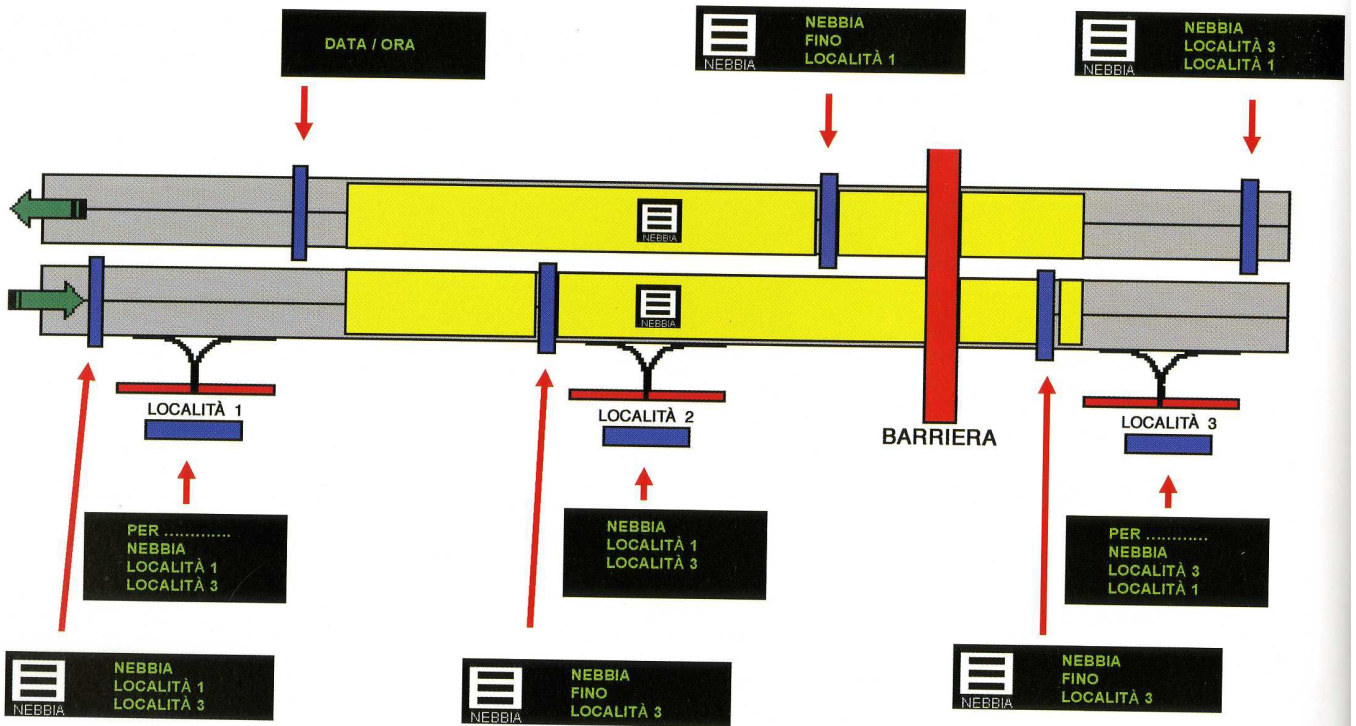 DATA / ORA
NEBBIA
NEBBIA
FINO
LOCALITÀ 1
NEBBIA
NEBBIA
LOCALITÀ 3
LOCALITÀ 1
NEBBIA
NEBBIA
LOCALITÀ 1
LOCALITÀ 2
BARRIERA
LOCALITÀ 3
PER .............
NEBBIA
LOCALITÀ 1
LOCALITÀ 3
NEBBIA
LOCALITÀ 1
LOCALITÀ 3
PER ............
NEBBIA
LOCALITÀ 3
LOCALITÀ 1
NEBBIA
NEBBIA
LOCALITÀ 1
LOCALITÀ 3
NEBBIA
NEBBIA
FINO
LOCALITÀ 3
NEBBIA
NEBBIA
FINO
LOCALITÀ 3